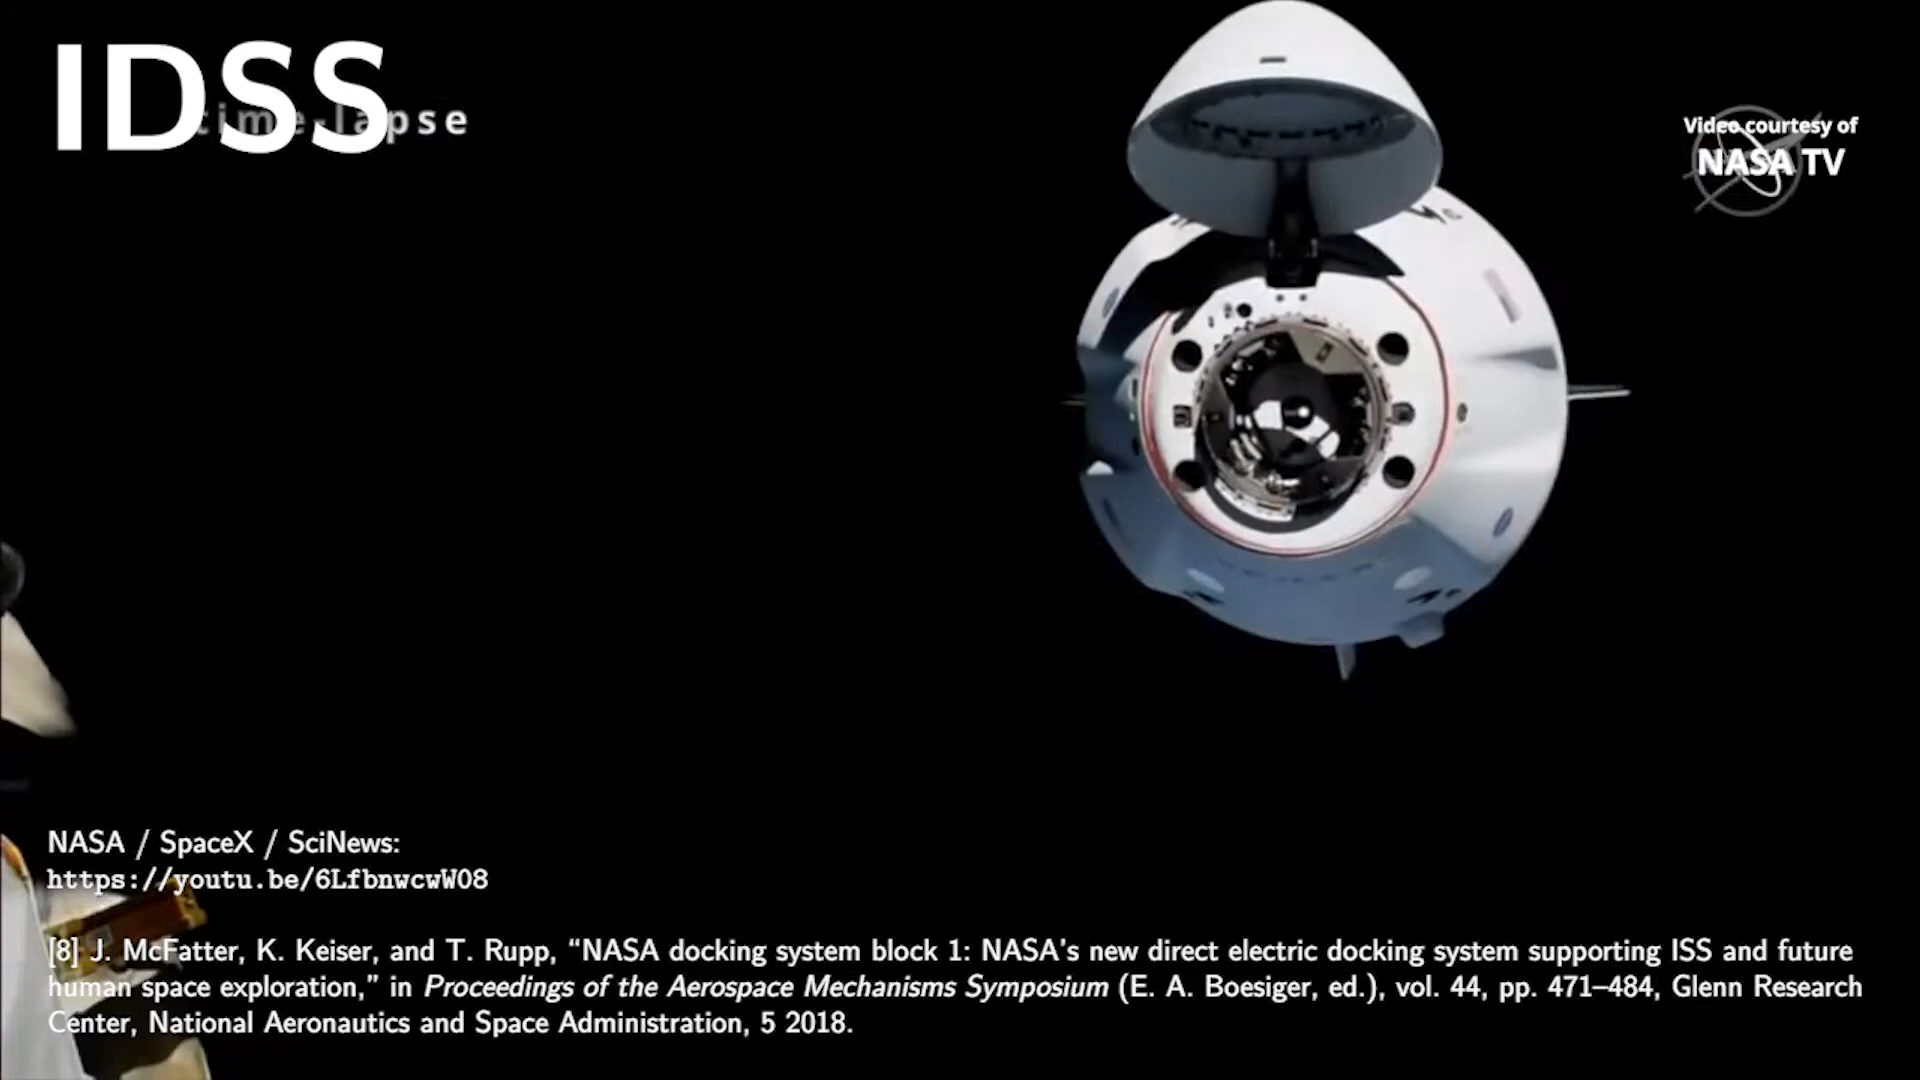 IDSS
time-lapse
Video courtesy of
NASA TV
NASA / SpaceX / SciNews:
https://youtu.be/6LfbnwcwW08
[8] J. McFatter, K. Keiser, and T. Rupp, “NASA docking system block 1: NASA’s new direct electric docking system supporting ISS and future
human space exploration,” in Proceedings of the Aerospace Mechanisms Symposium (E. A. Boesiger, ed.), vol. 44, pp. 471–484, Glenn Research
Center, National Aeronautics and Space Administration, 5 2018.